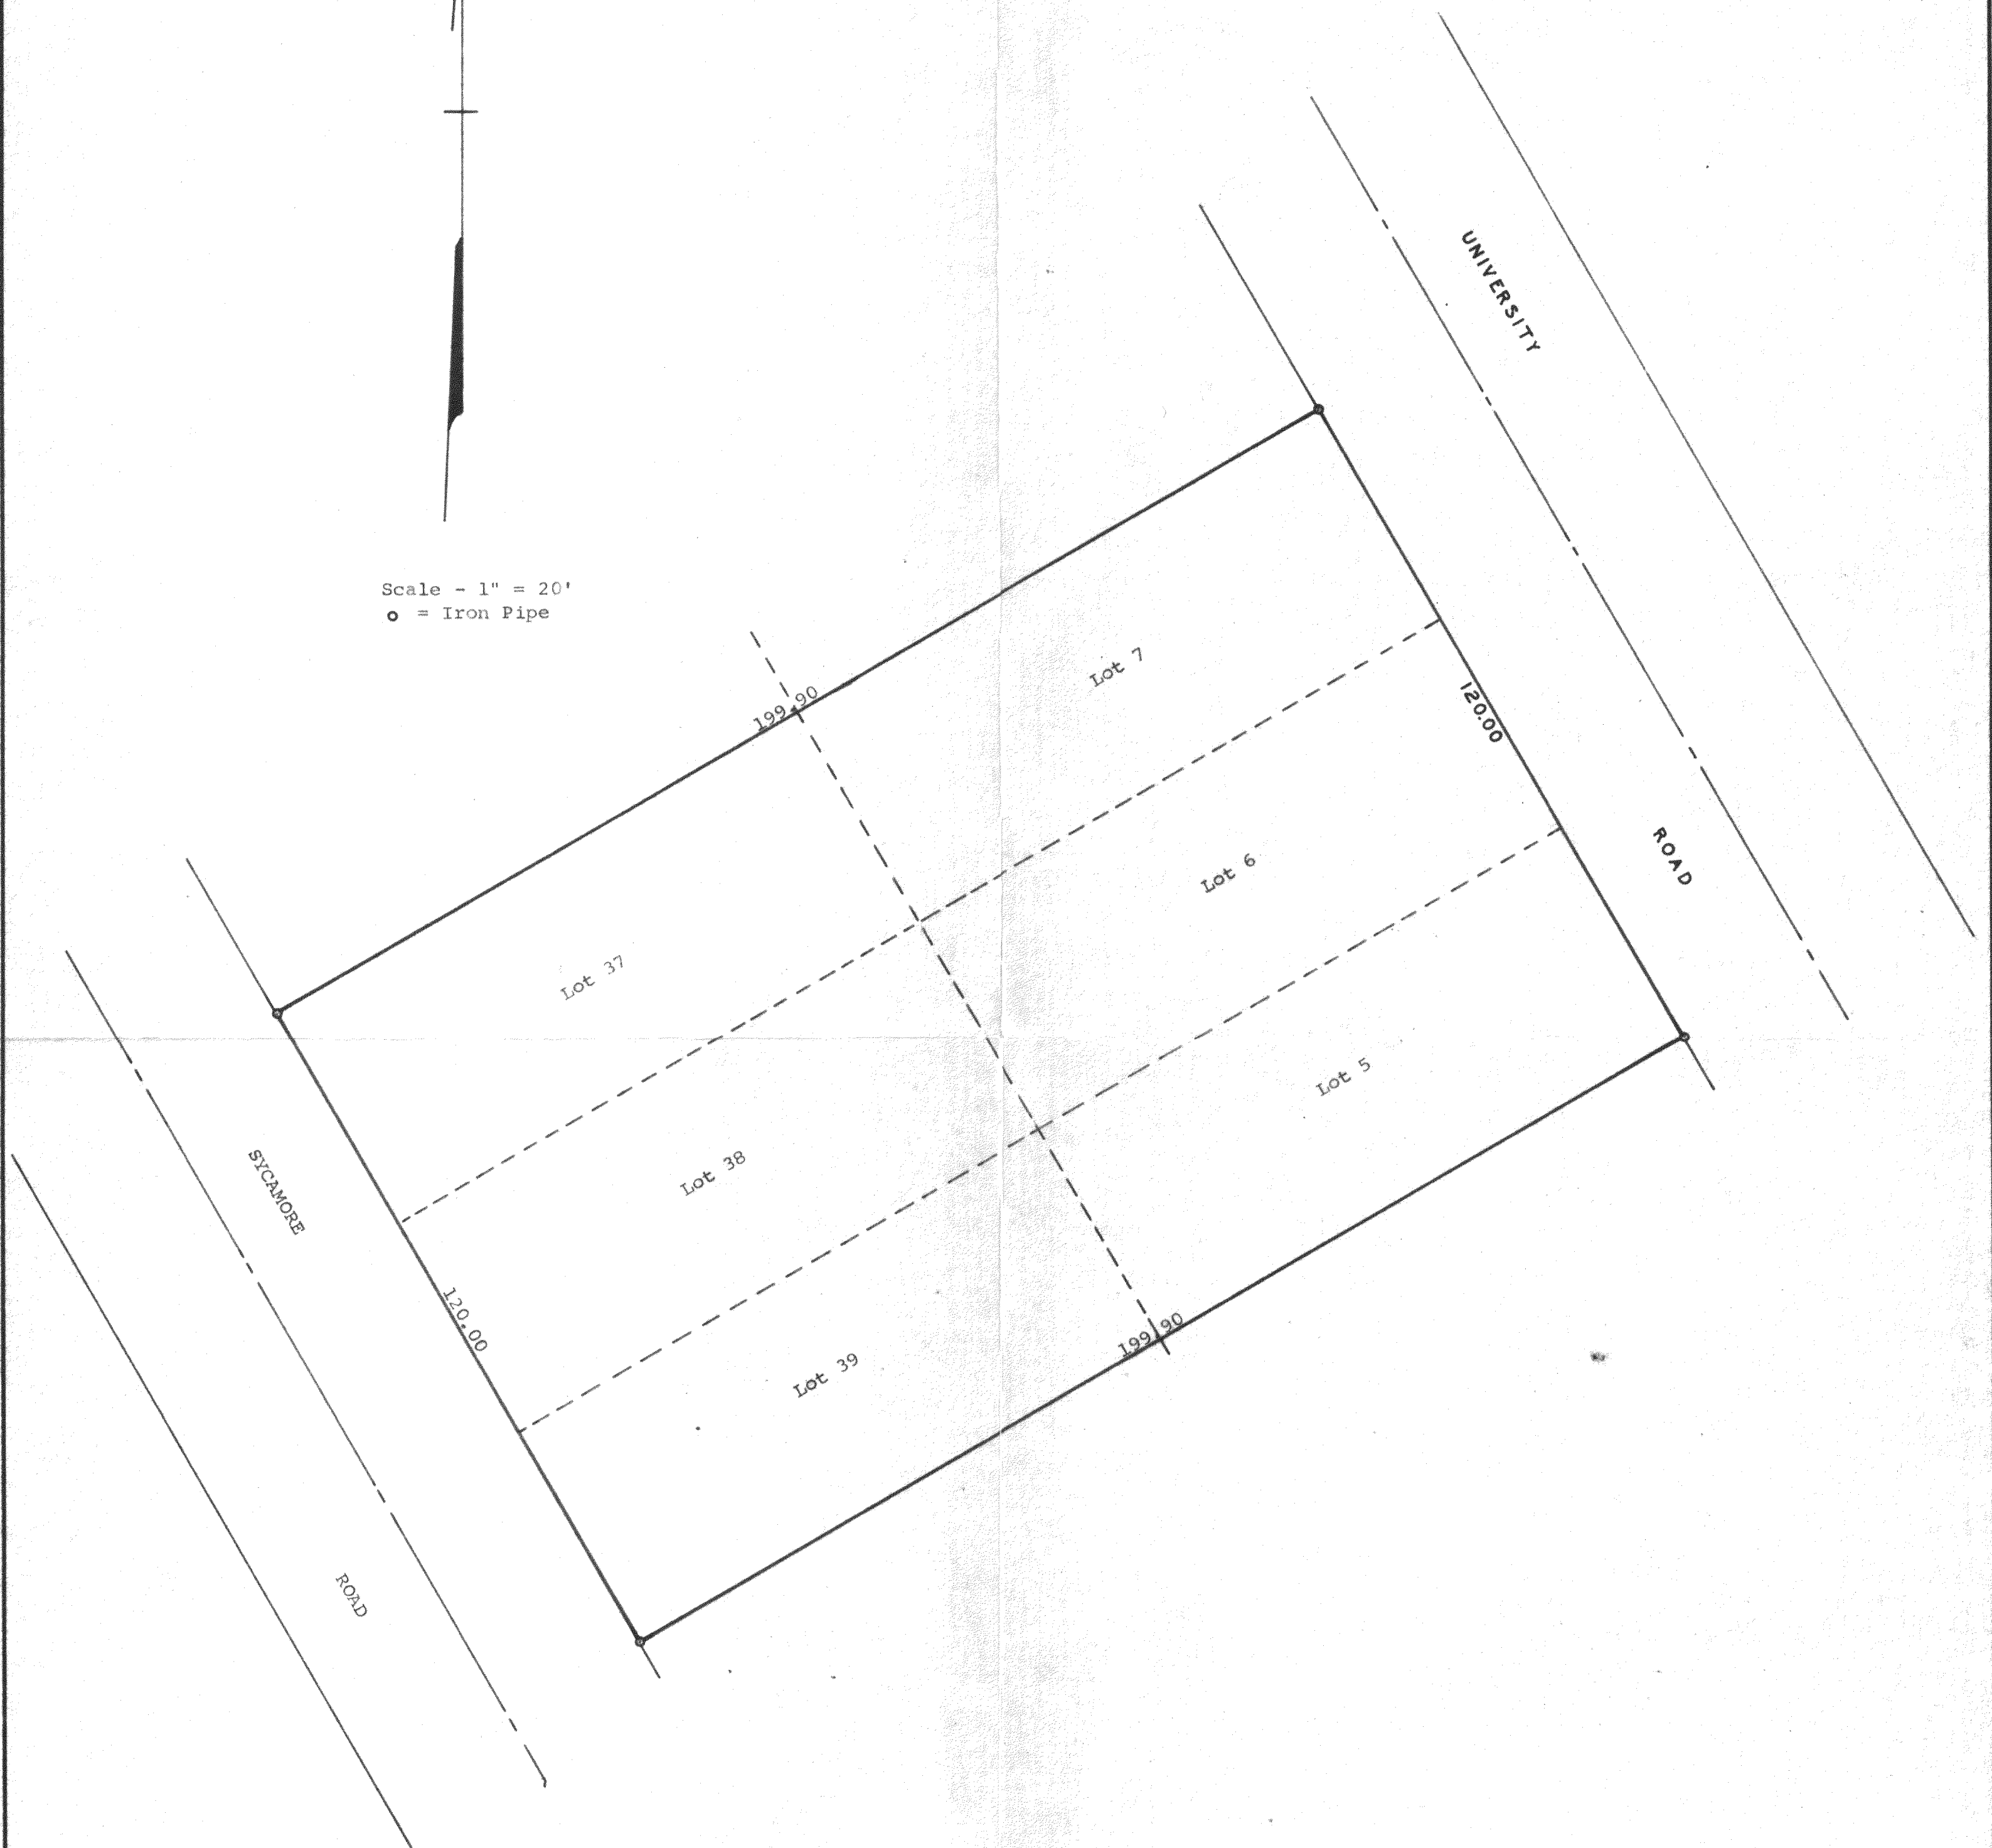 UNIVERSITY
ROAD
Scale - 1" = 20'
o = Iron Pipe
199.90
Lot 7
120.00
Lot 6
Lot 37
Lot 5
Lot 38
SYCAMORE
120.00
199.90
Lot 39
ROAD